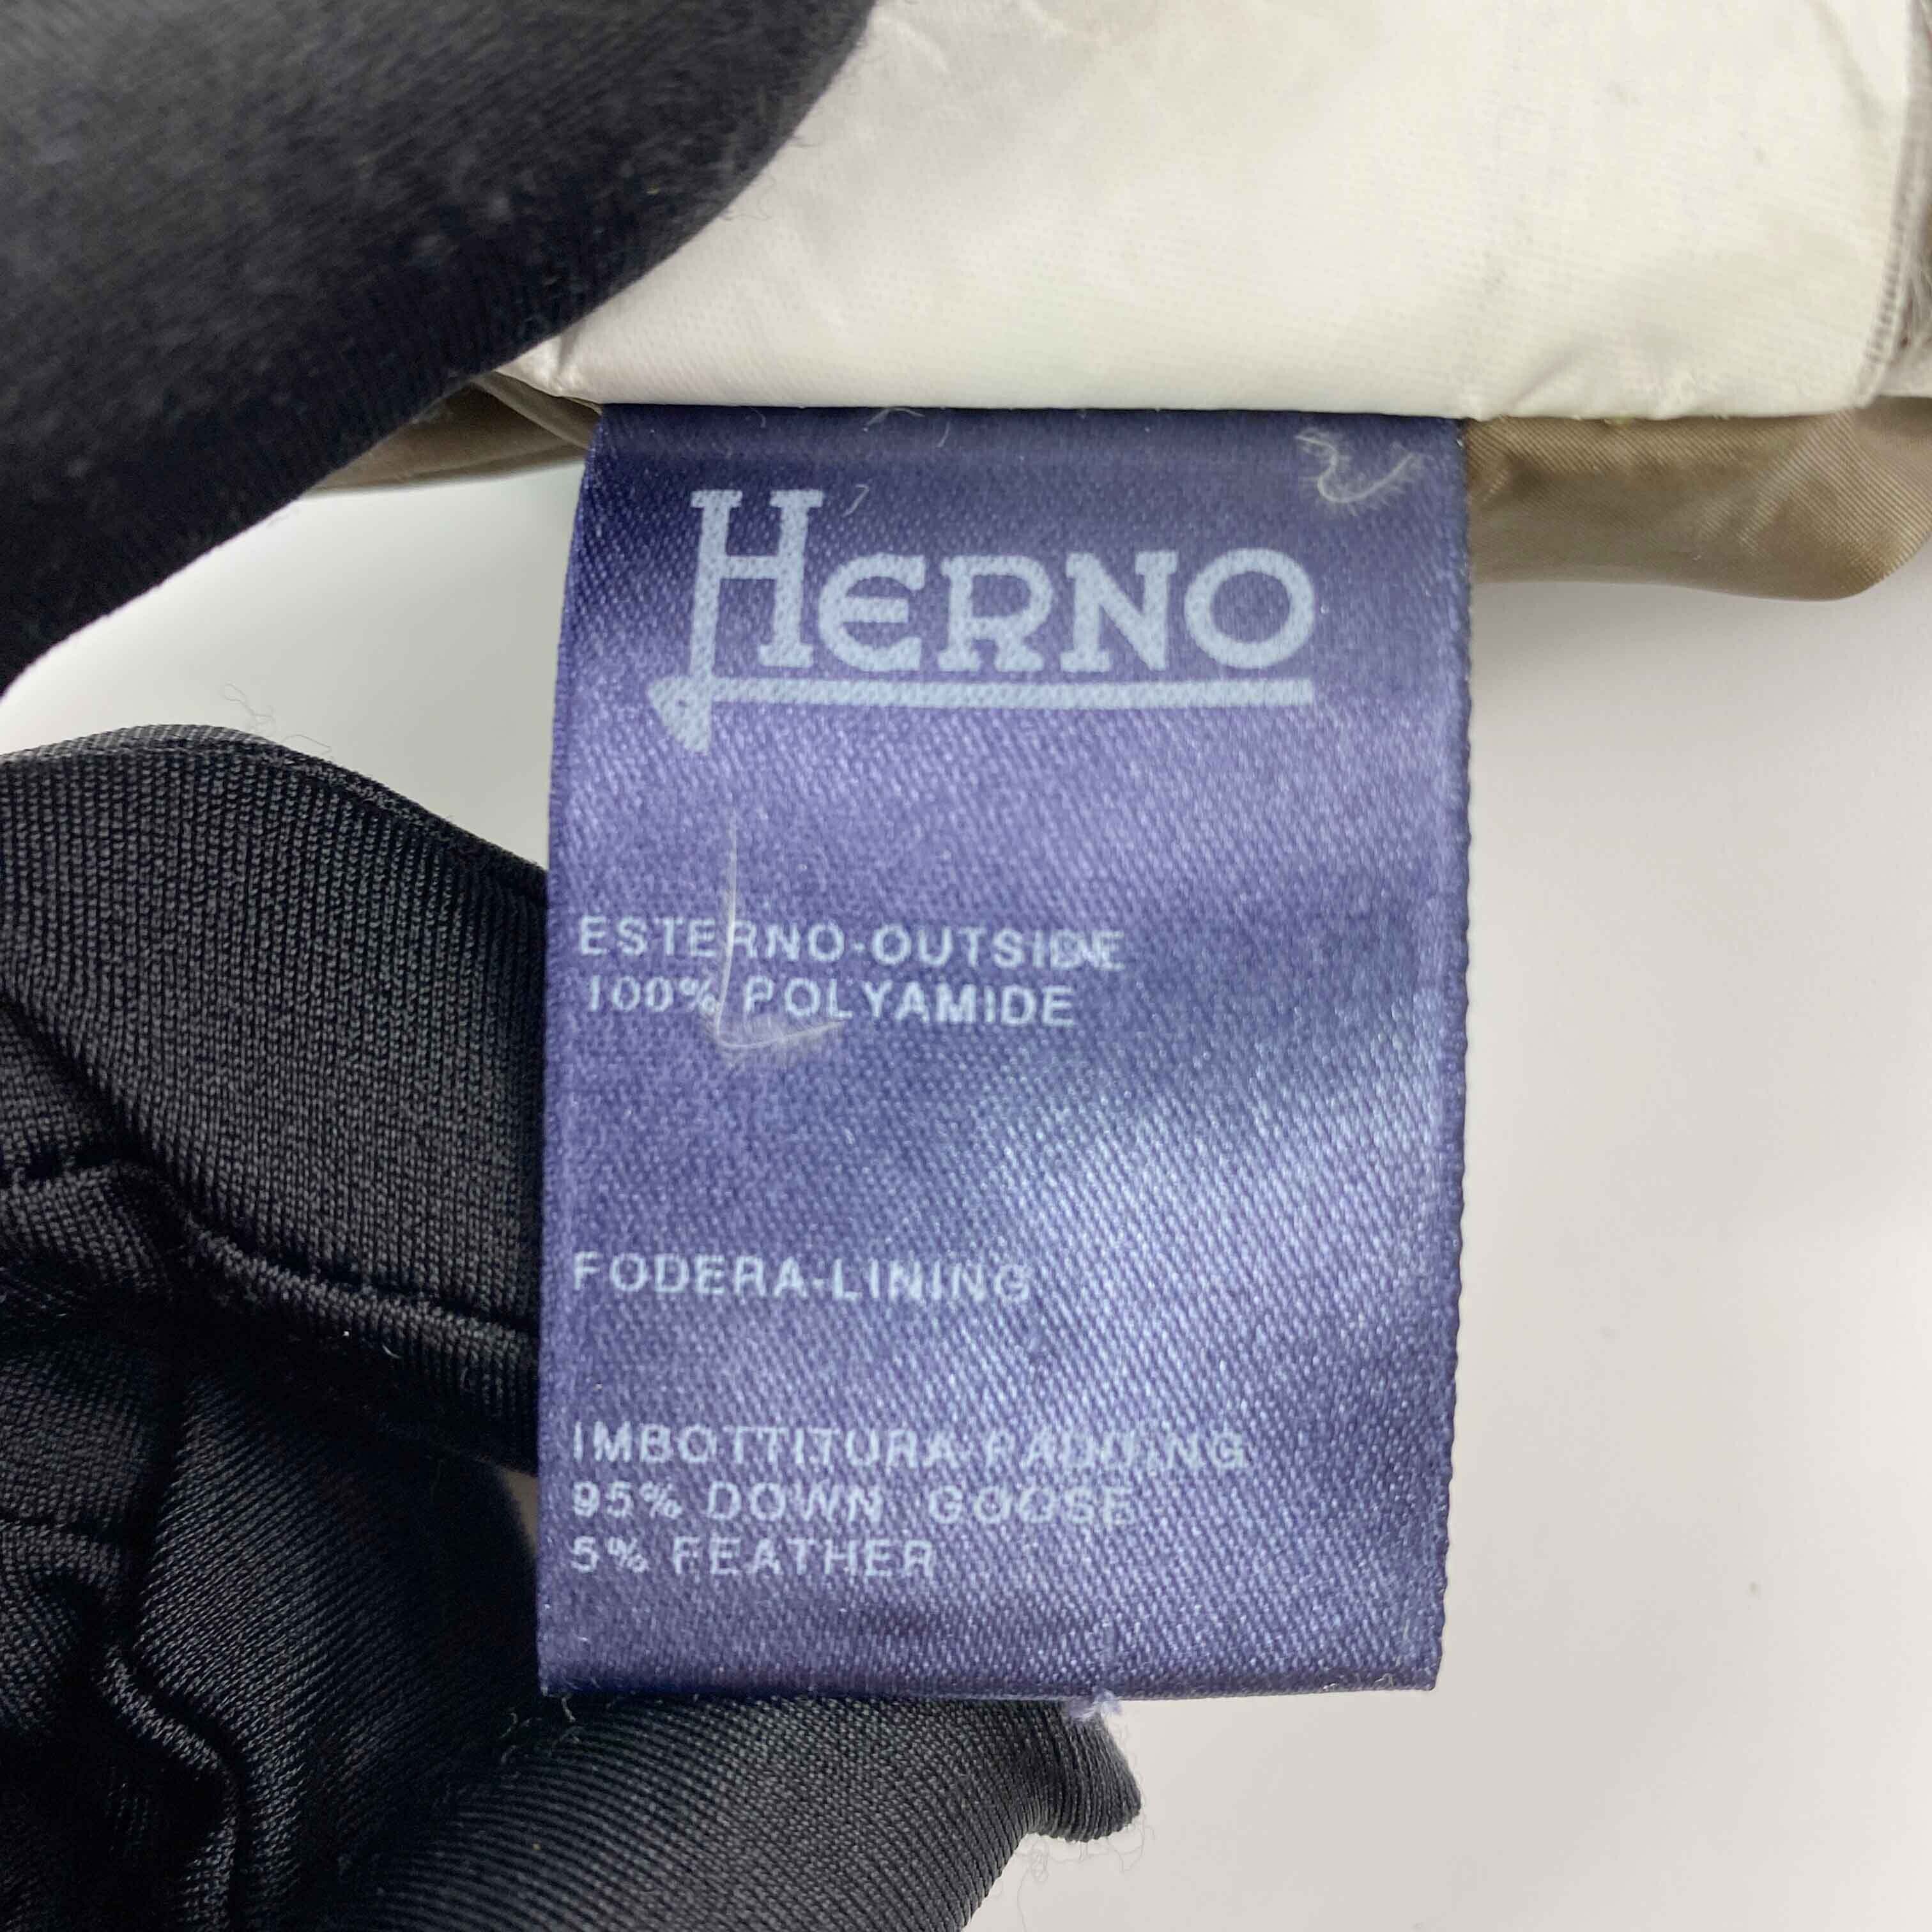 HERNO
ESTERNO-OUTSIDE
100% POLYAMIDE
FODERA-LINING
IMBOTTITURA-PADDING
95% DOWN GOOSE
5% FEATHER